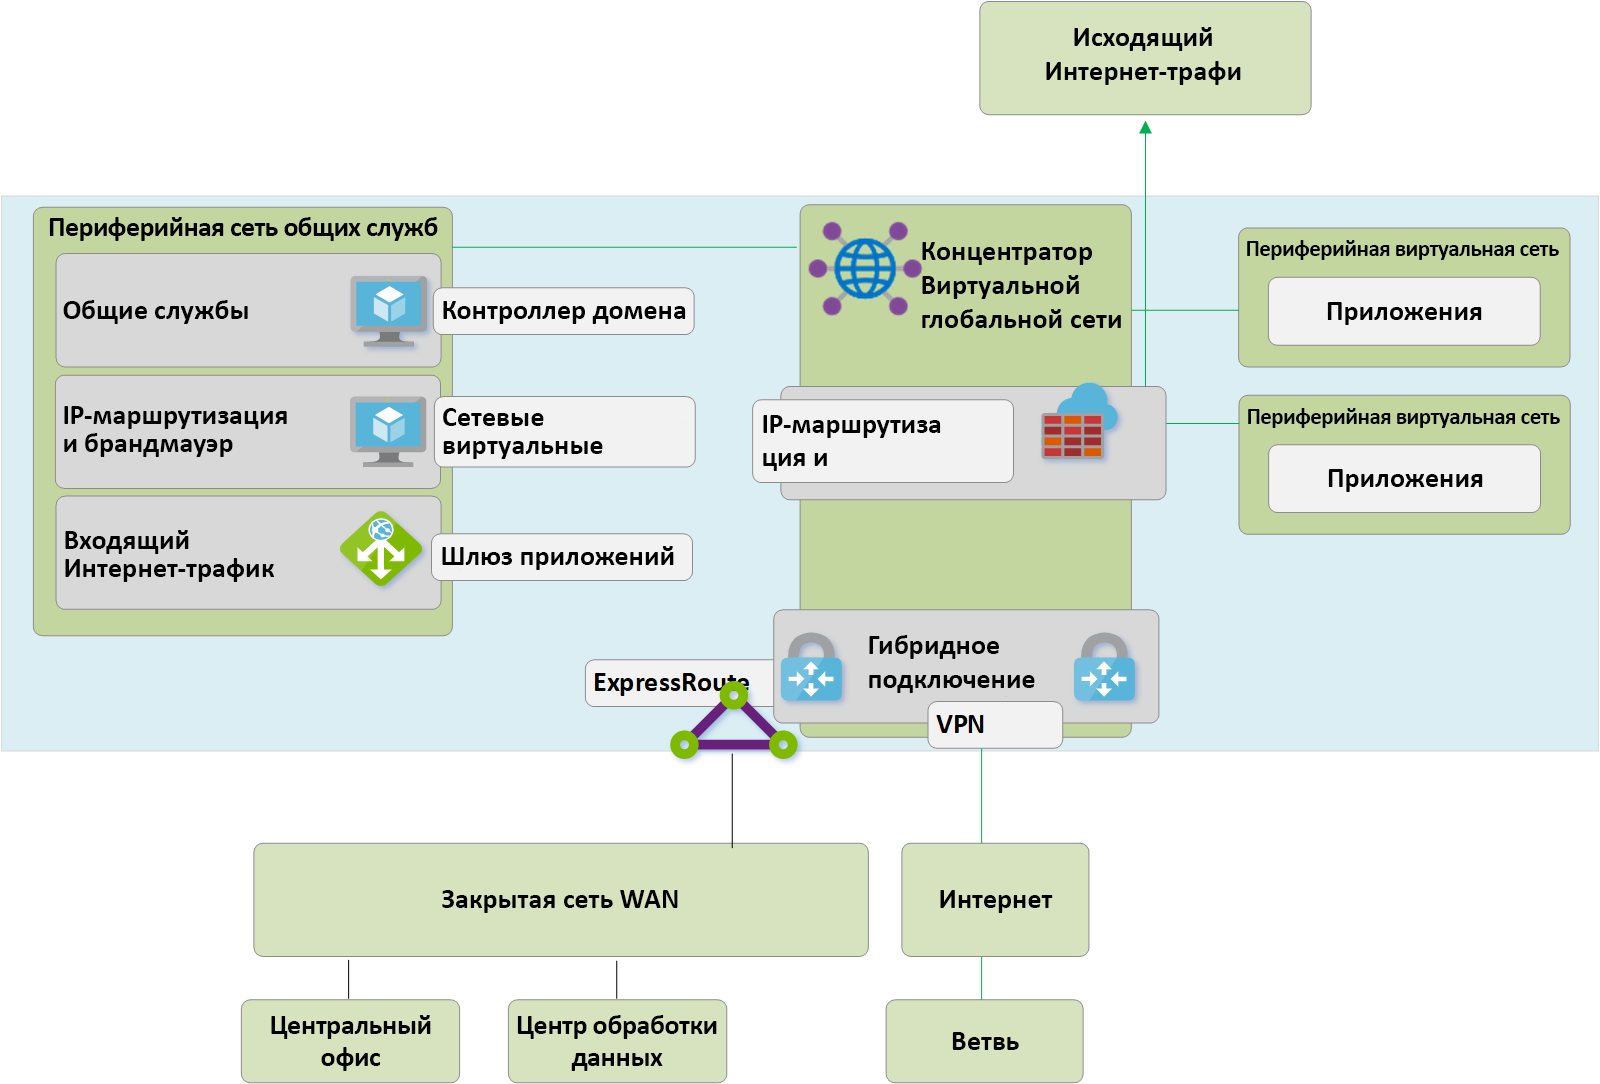 Исходящий
Интернет-трафи
Периферийная сеть общих служб
Общие службы
Контроллер домена
IP-маршрутизация
и брандмауэр
Сетевые
виртуальные
Входящий
Интернет-трафик
Шлюз приложений
Концентратор
Виртуальной
глобальной сети
IP-маршрутиза
ция и
Периферийная виртуальная сеть
Приложения
Периферийная виртуальная сеть
Приложения
Гибридное
подключение
ExpressRoute
VPN
Закрытая сеть WAN
Интернет
Центральный
офис
Центр обработки
данных
Ветвь